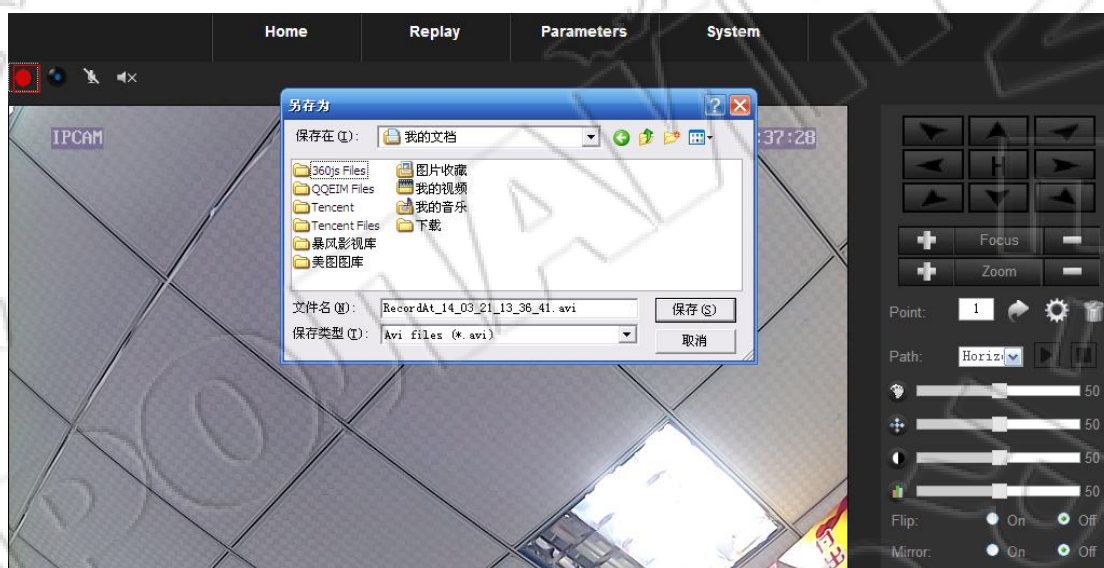 Home Replay Parameters System
另存为
IPCAM
:37:28
保存在(I):
我的文档
360js Files
图片收藏
QQEIM Files
我的视频
Tencent
我的音乐
Tencent Files
下载
暴风影视库
美图图库
文件名(N):
RecordAt_14_03_21_13_36_41.avi
保存(S)
保存类型(T):
Avi files (*.avi)
取消
H
Focus
Zoom
Point:
1
Path:
Horiz
50
50
50
50
Flip: On Off
Mirror: On Off